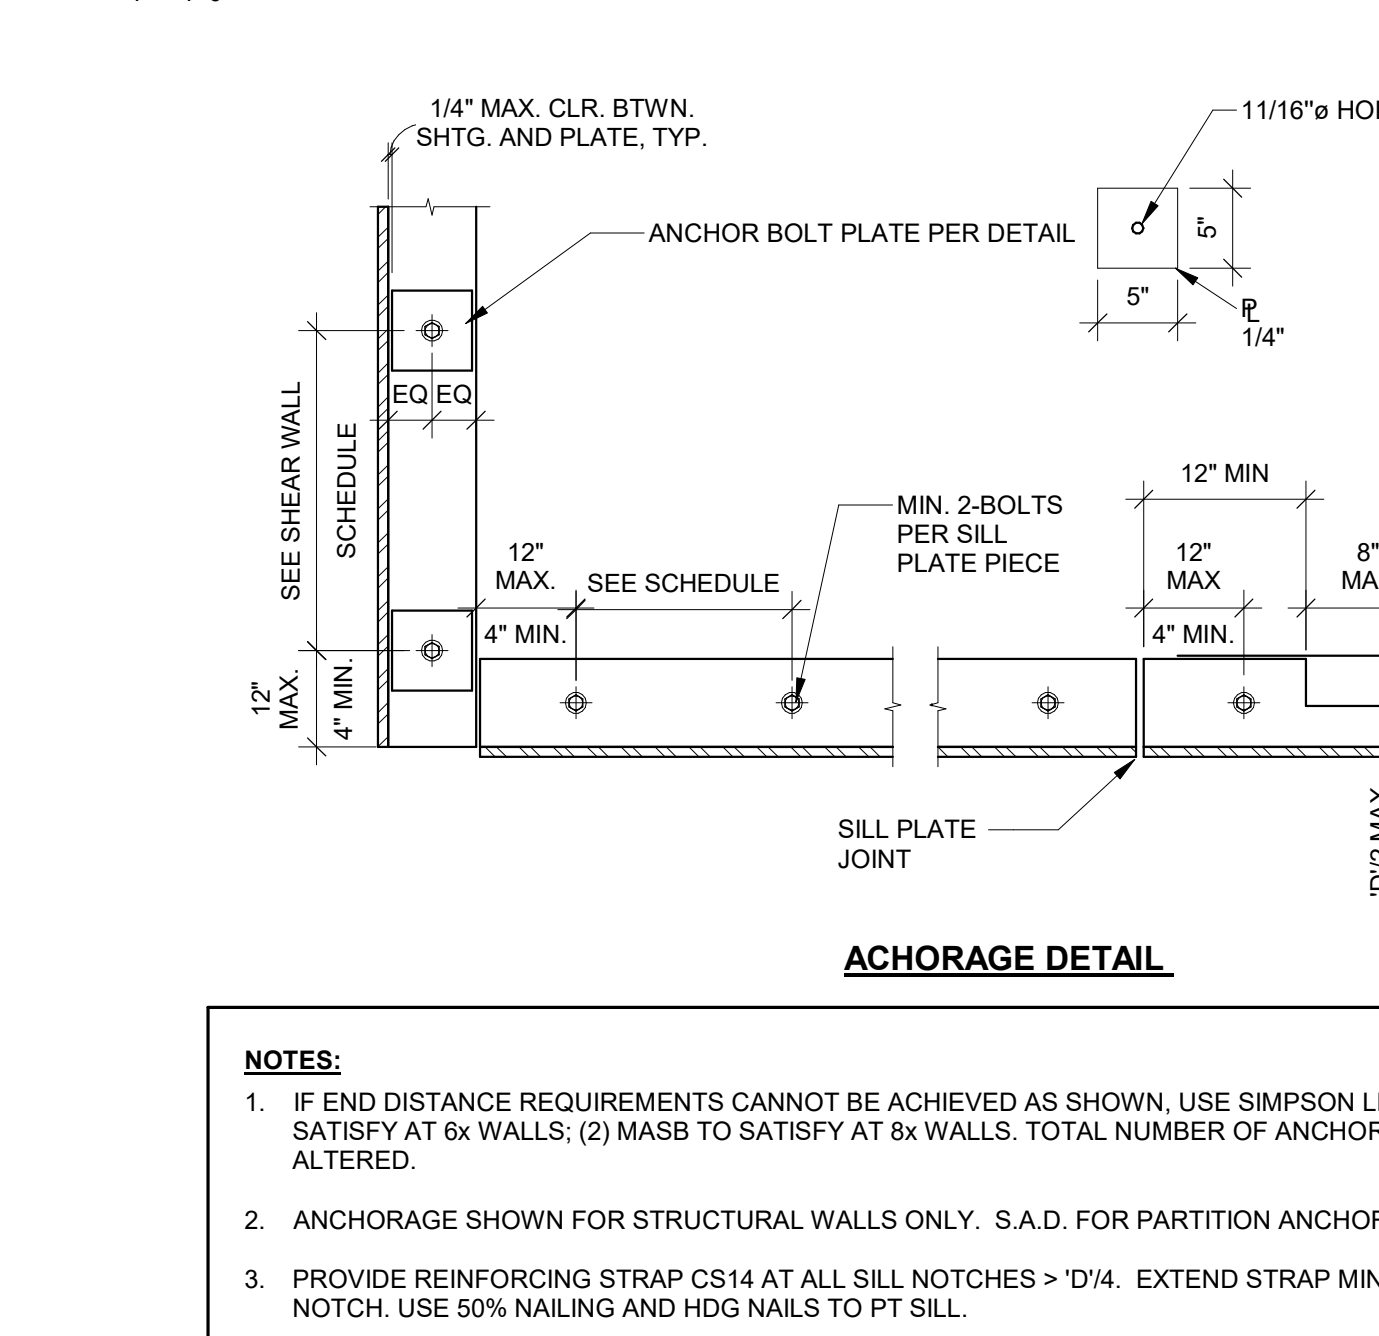 1/4" MAX. CLR. BTWN.
SHTG. AND PLATE, TYP.
11/16"ø
ANCHOR BOLT PLATE PER DETAIL
5"
5"
PL
1/4"
EQ EQ
SEE SHEAR WALL
SCHEDULE
12"
MAX.
4" MIN.
12"
MAX.
SEE SCHEDULE
4" MIN.
MIN. 2-BOLTS
PER SILL
PLATE PIECE
12" MIN
12"
MAX
4" MIN.
8"
SILL PLATE
JOINT
'D'/2 MAX
ACHORAGE DETAIL
NOTES:
1. IF END DISTANCE REQUIREMENTS CANNOT BE ACHIEVED AS SHOWN, USE SIMPSON
SATISFY AT 6x WALLS; (2) MASB TO SATISFY AT 8x WALLS. TOTAL NUMBER OF
ALTERED.
2. ANCHORAGE SHOWN FOR STRUCTURAL WALLS ONLY. S.A.D. FOR PARTITION
3. PROVIDE REINFORCING STRAP CS14 AT ALL SILL NOTCHES > 'D'/4. EXTEND STRAP MIN
NOTCH. USE 50% NAILING AND HDG NAILS TO PT SILL.